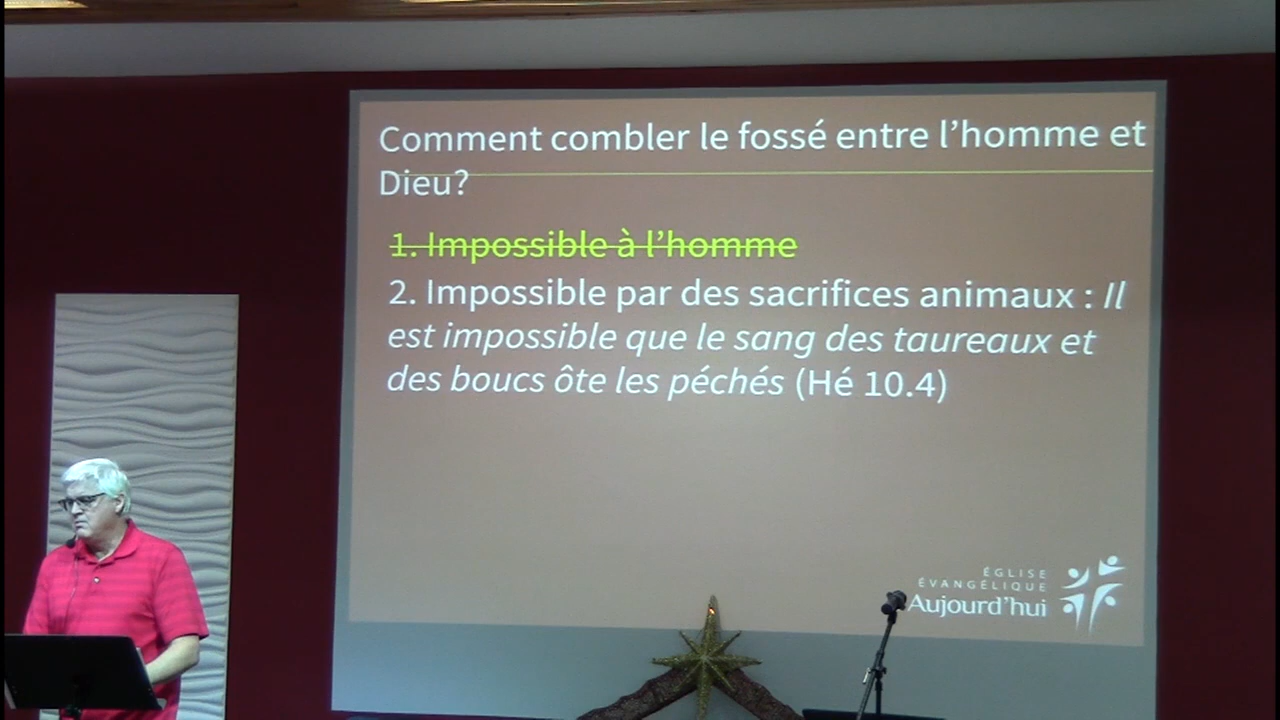 Comment combler le fossé entre l'homme et
Dieu?
1. Impossible à l'homme
2. Impossible par des sacrifices animaux : Il
est impossible que le sang des taureaux et
des boucs ôte les péchés (Hé 10.4)
ÉGLISE
ÉVANGÉLIQUE
Aujourd'hui